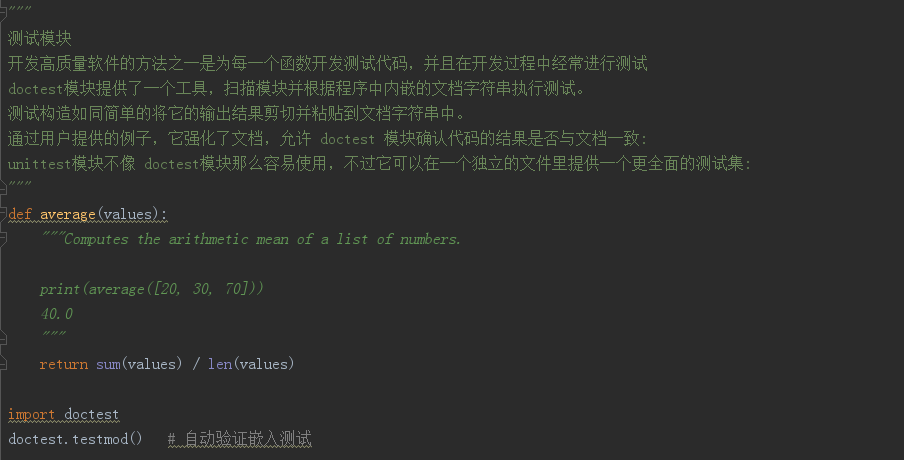 """
测试模块
开发高质量软件的方法之一是为每一个函数开发测试代码，并且在开发过程中经常进行测试
doctest模块提供了一个工具，扫描模块并根据程序中内嵌的文档字符串执行测试。
测试构造如同简单的将它的输出结果剪切并粘贴到文档字符串中。
通过用户提供的例子，它强化了文档，允许 doctest 模块确认代码的结果是否与文档一致:
unittest模块不像 doctest模块那么容易使用，不过它可以在一个独立的文件里提供一个更全面的测试集:
"""
def average(values):
    """Computes the arithmetic mean of a list of numbers.
    print(average([20, 30, 70]))
    40.0
    """
    return sum(values) / len(values)
import doctest
doctest.testmod()   # 自动验证嵌入测试